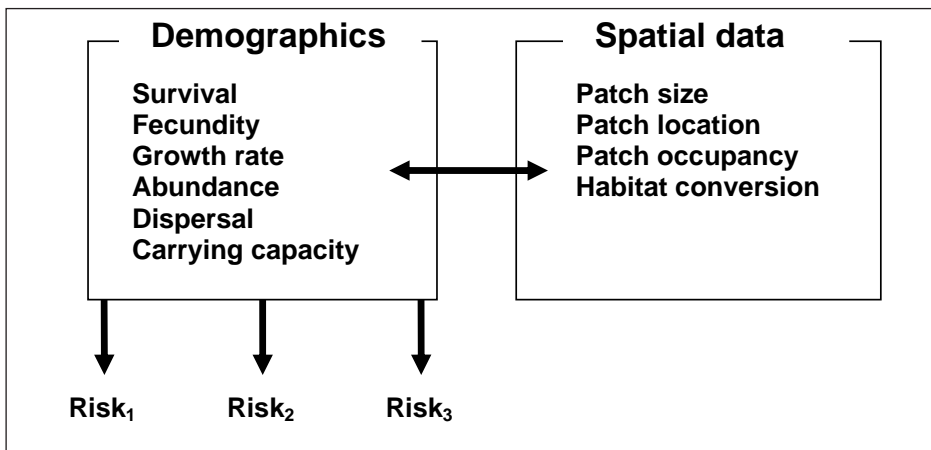 Demographics
Survival
Fecundity
Growth rate
Abundance
Dispersal
Carrying capacity
Spatial data
Patch size
Patch location
Patch occupancy
Habitat conversion
Risk₁
Risk₂
Risk₃